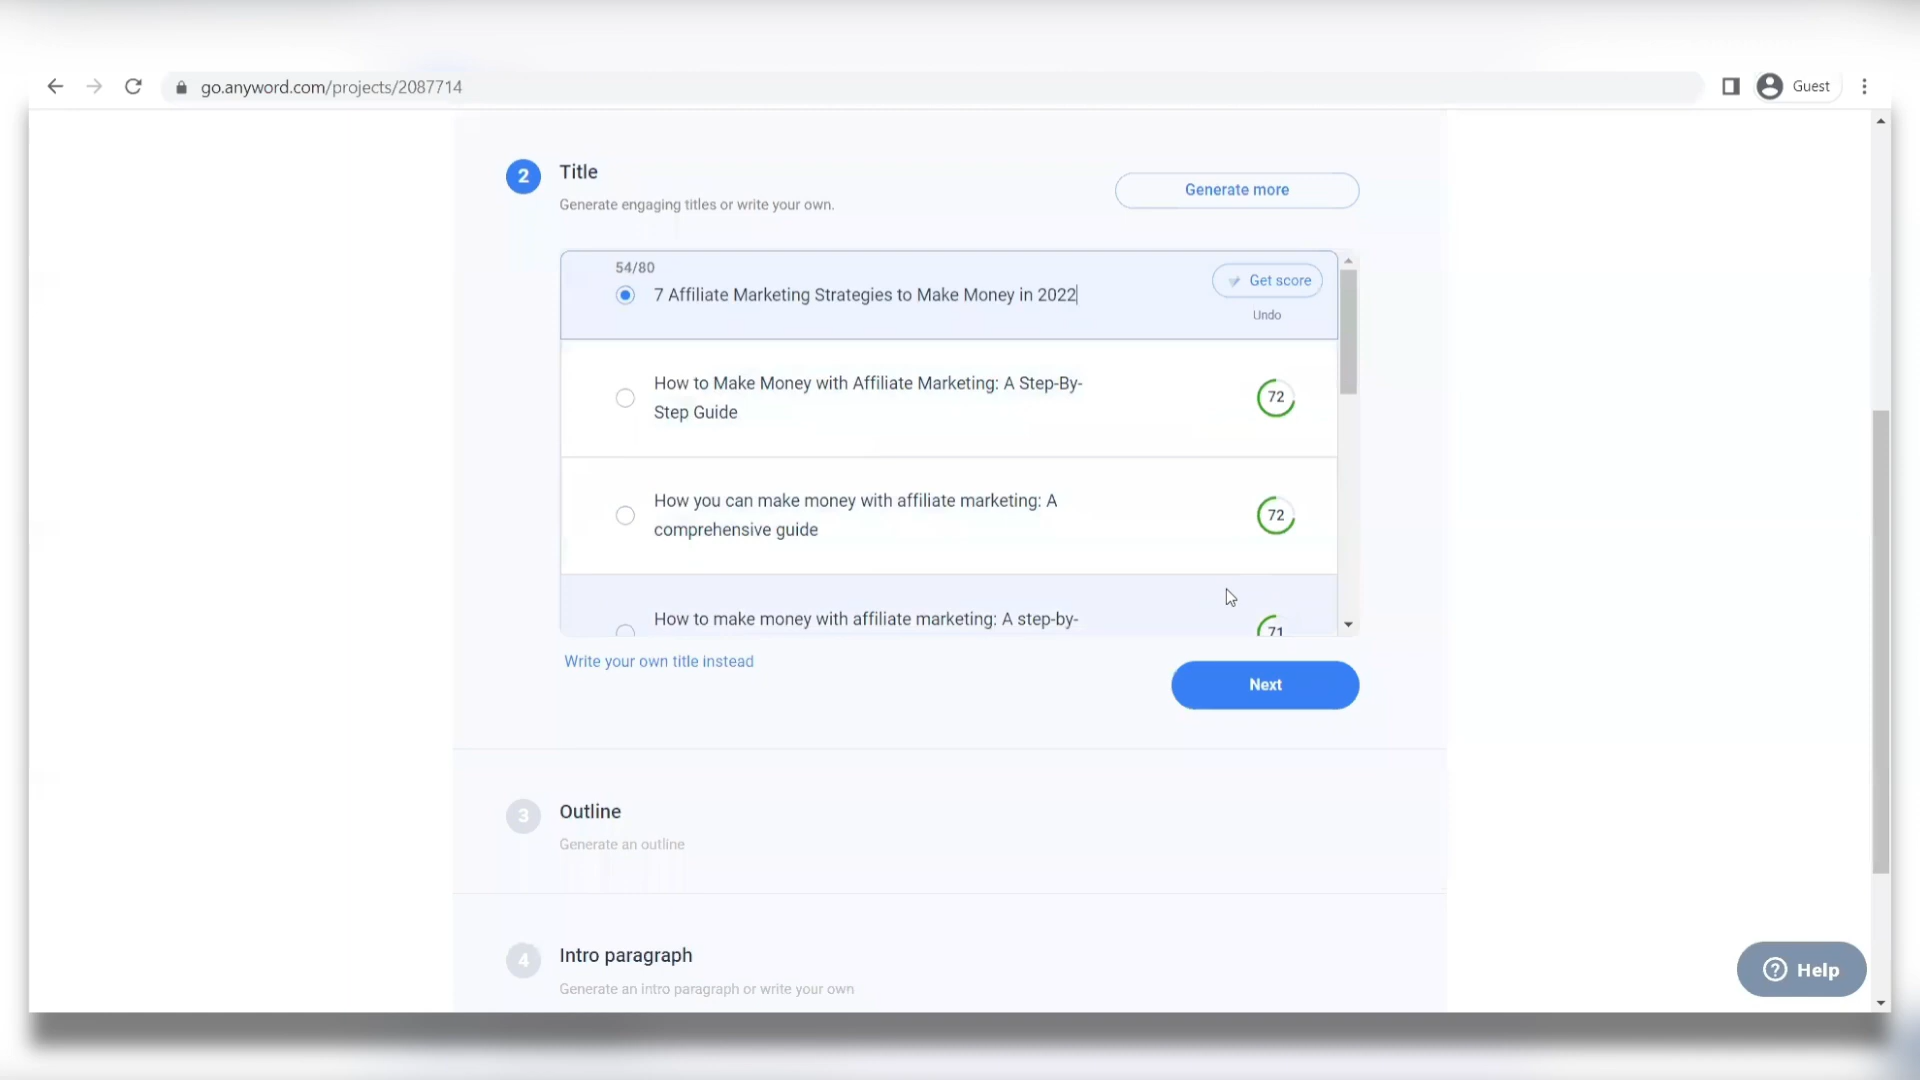 go.anyword.com/projects/2087714
Guest
2
Title
Generate engaging titles or write your own.
Generate more
54/80
7 Affiliate Marketing Strategies to Make Money in 2022
Get score
Undo
How to Make Money with Affiliate Marketing: A Step-By-
Step Guide
72
How you can make money with affiliate marketing: A
comprehensive guide
72
How to make money with affiliate marketing: A step-by-
71
Write your own title instead
Next
3
Outline
Generate an outline
4
Intro paragraph
Generate an intro paragraph or write your own
? Help